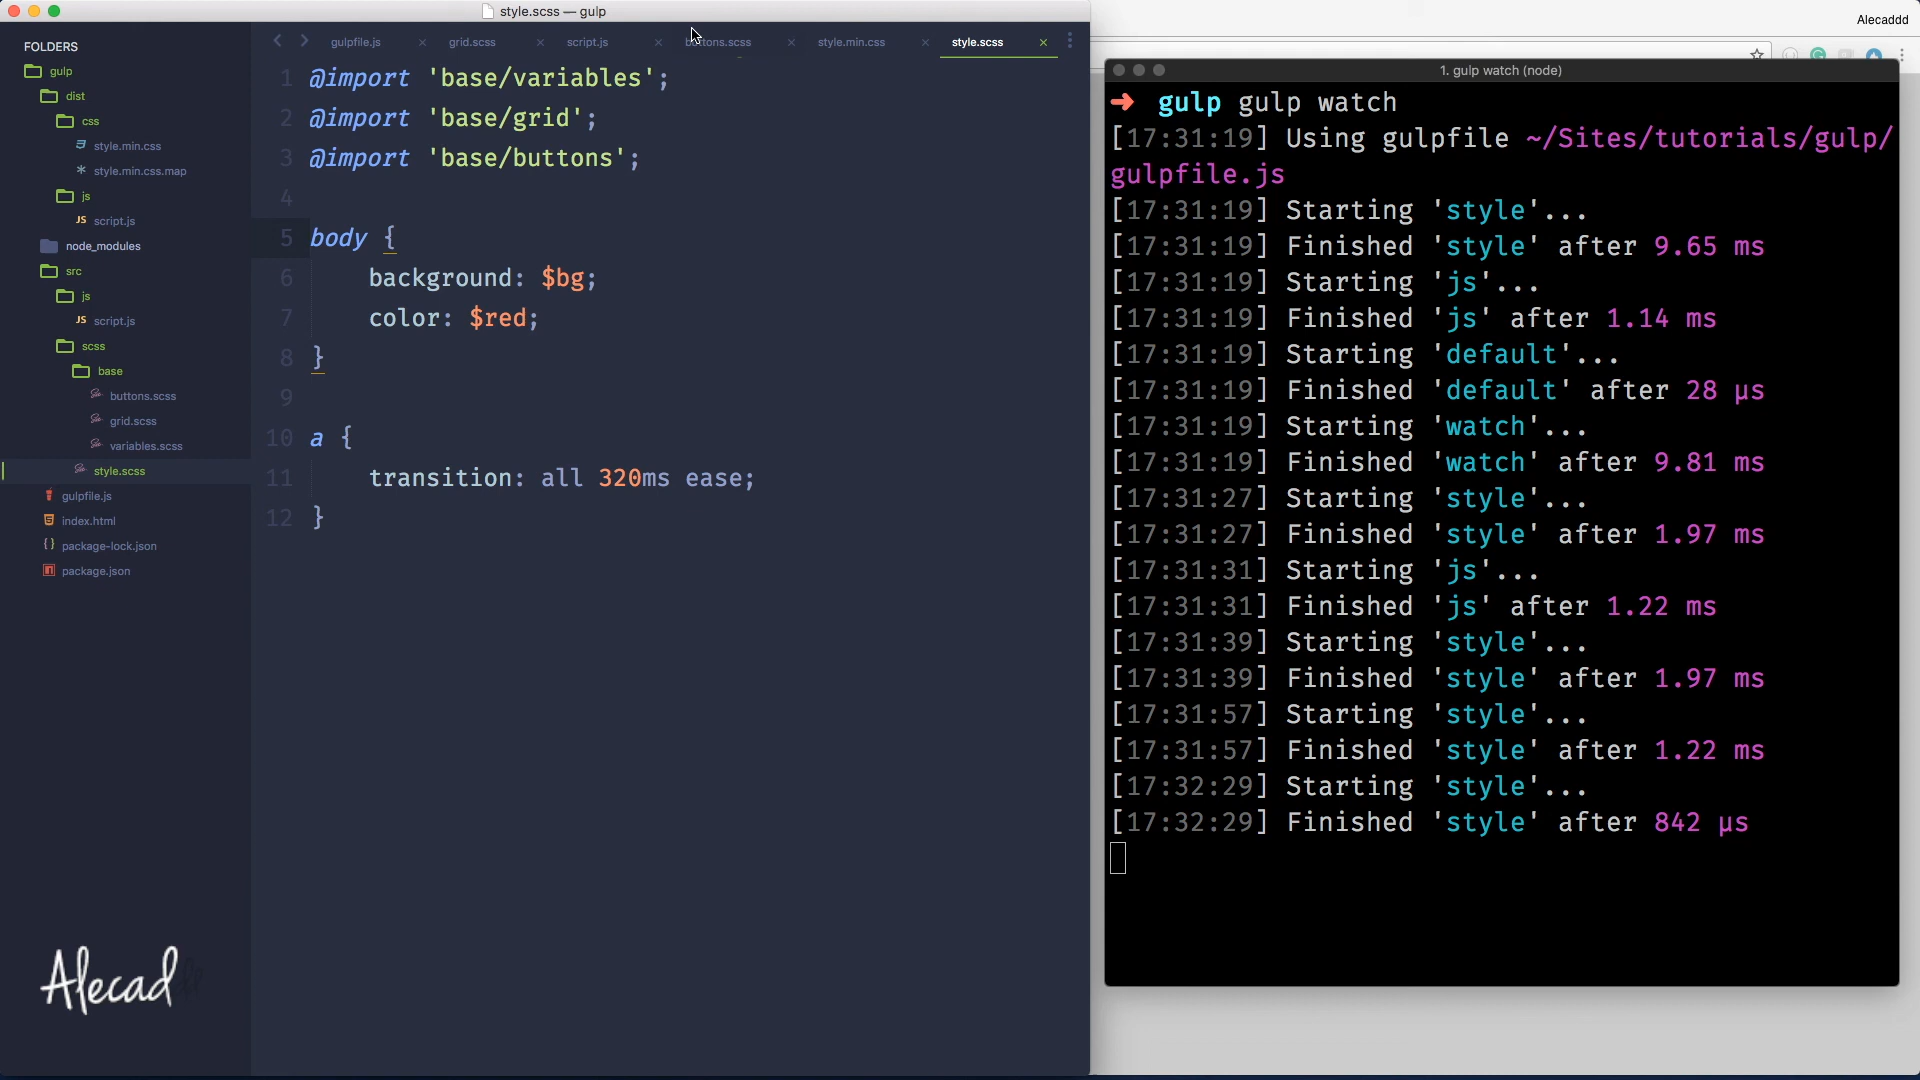 style.scss — gulp
Alecaddd
FOLDERS
gulp
dist
css
style.min.css
style.min.css.map
js
JS script.js
node_modules
src
js
JS script.js
scss
base
buttons.scss
grid.scss
variables.scss
style.scss
gulpfile.js
index.html
package-lock.json
package.json
Alecad
gulpfile.js × grid.scss × script.js × buttons.scss × style.min.css × style.scss ×
1 @import 'base/variables';
2 @import 'base/grid';
3 @import 'base/buttons';
4
5 body {
6 background: $bg;
7 color: $red;
8 }
9
10 a {
11 transition: all 320ms ease;
12 }
1. gulp watch (node)
➜ gulp gulp watch
[17:31:19] Using gulpfile ~/Sites/tutorials/gulp/
gulpfile.js
[17:31:19] Starting 'style'...
[17:31:19] Finished 'style' after 9.65 ms
[17:31:19] Starting 'js'...
[17:31:19] Finished 'js' after 1.14 ms
[17:31:19] Starting 'default'...
[17:31:19] Finished 'default' after 28 μs
[17:31:19] Starting 'watch'...
[17:31:19] Finished 'watch' after 9.81 ms
[17:31:27] Starting 'style'...
[17:31:27] Finished 'style' after 1.97 ms
[17:31:31] Starting 'js'...
[17:31:31] Finished 'js' after 1.22 ms
[17:31:39] Starting 'style'...
[17:31:39] Finished 'style' after 1.97 ms
[17:31:57] Starting 'style'...
[17:31:57] Finished 'style' after 1.22 ms
[17:32:29] Starting 'style'...
[17:32:29] Finished 'style' after 842 μs